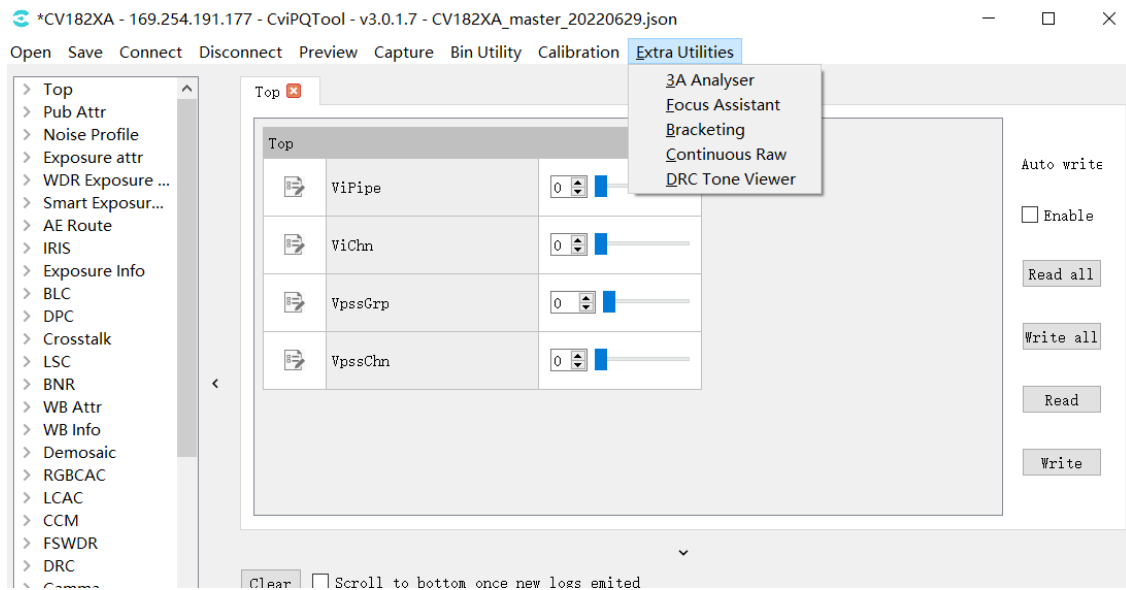 *CV182XA - 169.254.191.177 - CviPQTool - v3.0.1.7 - CV182XA_master_20220629.json
Open Save Connect Disconnect Preview Capture Bin Utility Calibration Extra Utilities
3A Analyser
Focus Assistant
Bracketing
Continuous Raw
DRC Tone Viewer
Top
Pub Attr
Noise Profile
Exposure attr
WDR Exposure ...
Smart Exposur...
AE Route
IRIS
Exposure Info
BLC
DPC
Crosstalk
LSC
BNR
WB Attr
WB Info
Demosaic
RGBCAC
LCAC
CCM
FSWDR
DRC
Gamma
Top
Top
ViPipe 0
ViChn 0
VpssGrp 0
VpssChn 0
Auto write
Enable
Read all
Write all
Read
Write
Clear Scroll to bottom once new logs emited